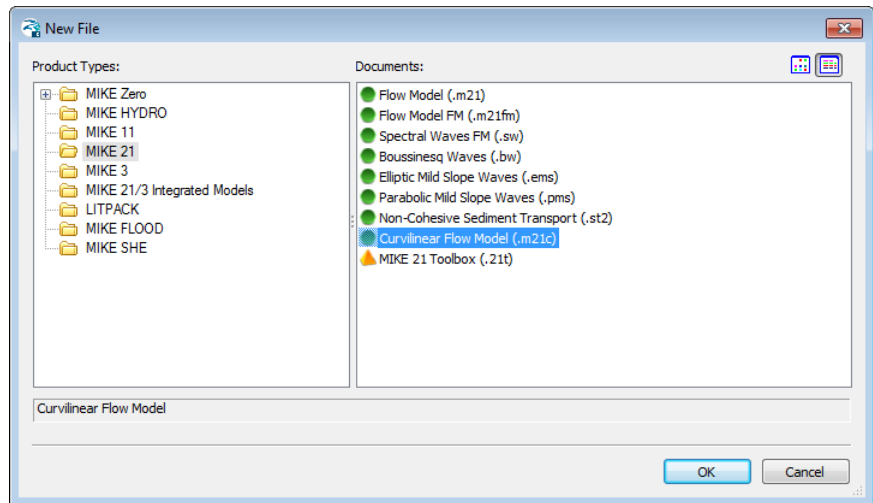 New File
Product Types:
Documents:
MIKE Zero
MIKE HYDRO
MIKE 11
MIKE 21
MIKE 3
MIKE 21/3 Integrated Models
LITPACK
MIKE FLOOD
MIKE SHE
Flow Model (.m21)
Flow Model FM (.m21fm)
Spectral Waves FM (.sw)
Boussinesq Waves (.bw)
Elliptic Mild Slope Waves (.ems)
Parabolic Mild Slope Waves (.pms)
Non-Cohesive Sediment Transport (.st2)
Curvilinear Flow Model (.m21c)
MIKE 21 Toolbox (.21t)
Curvilinear Flow Model
OK
Cancel